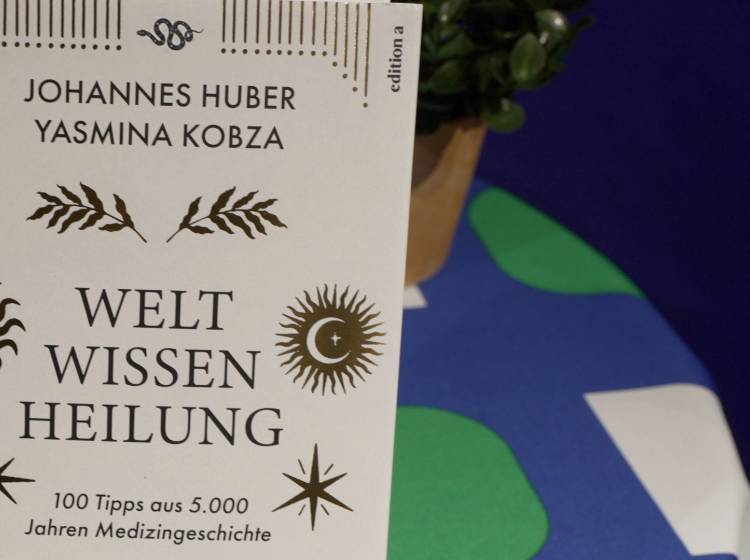 edition a
JOHANNES HUBER
YASMINA KOBZA
WELT
WISSEN
HEILUNG
100 Tipps aus 5.000
Jahren Medizingeschichte